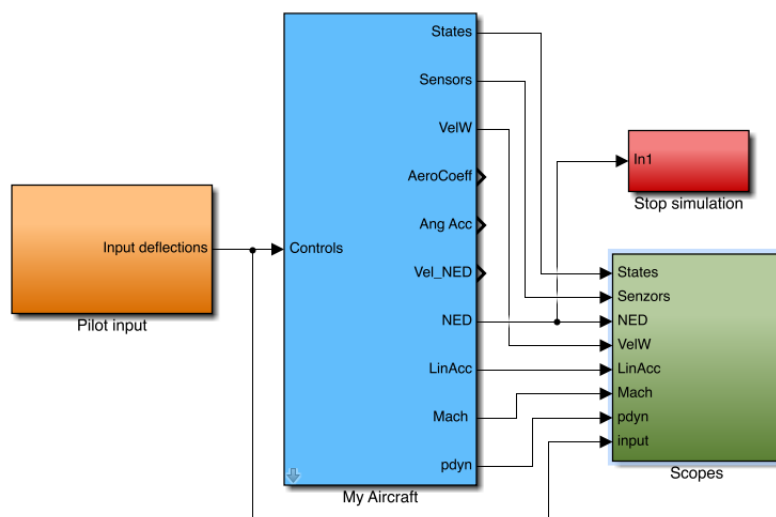 Input deflections
Pilot input
Controls
States
Sensors
VelW
AeroCoeff
Ang Acc
Vel_NED
NED
LinAcc
Mach
pdyn
My Aircraft
In1
Stop simulation
States
Senzors
NED
VelW
LinAcc
Mach
pdyn
input
Scopes